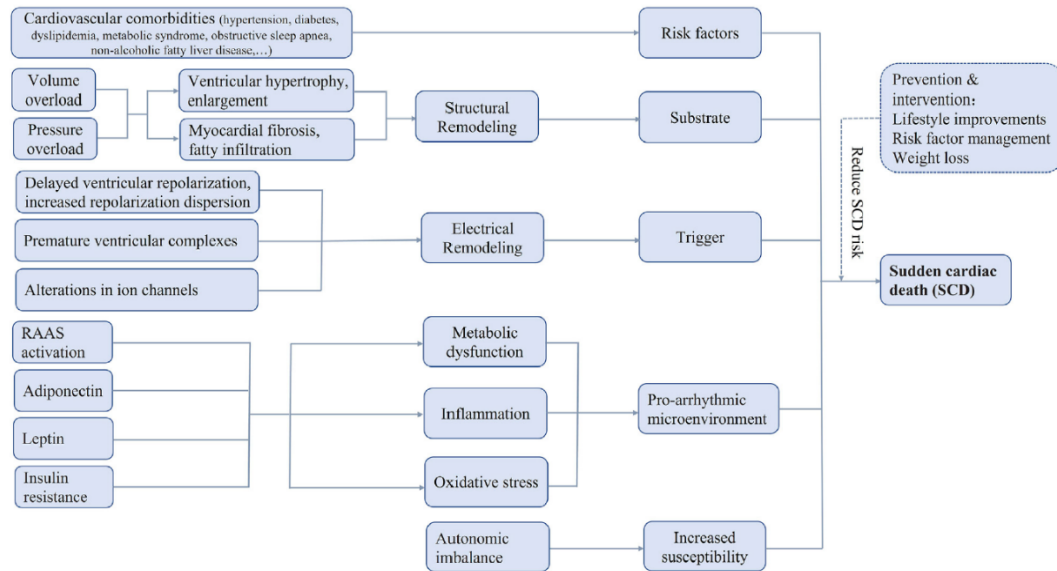 Cardiovascular comorbidities (hypertension, diabetes,
dyslipidemia, metabolic syndrome, obstructive sleep apnea,
non-alcoholic fatty liver disease,…)
Risk factors
Volume
overload
Pressure
overload
Ventricular hypertrophy,
enlargement
Myocardial fibrosis,
fatty infiltration
Structural
Remodeling
Substrate
Delayed ventricular repolarization,
increased repolarization dispersion
Premature ventricular complexes
Alterations in ion channels
Electrical
Remodeling
Trigger
RAAS
activation
Adiponectin
Leptin
Insulin
resistance
Metabolic
dysfunction
Inflammation
Oxidative stress
Pro-arrhythmic
microenvironment
Autonomic
imbalance
Increased
susceptibility
Prevention &
intervention:
Lifestyle improvements
Risk factor management
Weight loss
Reduce SCD risk
Sudden cardiac
death (SCD)